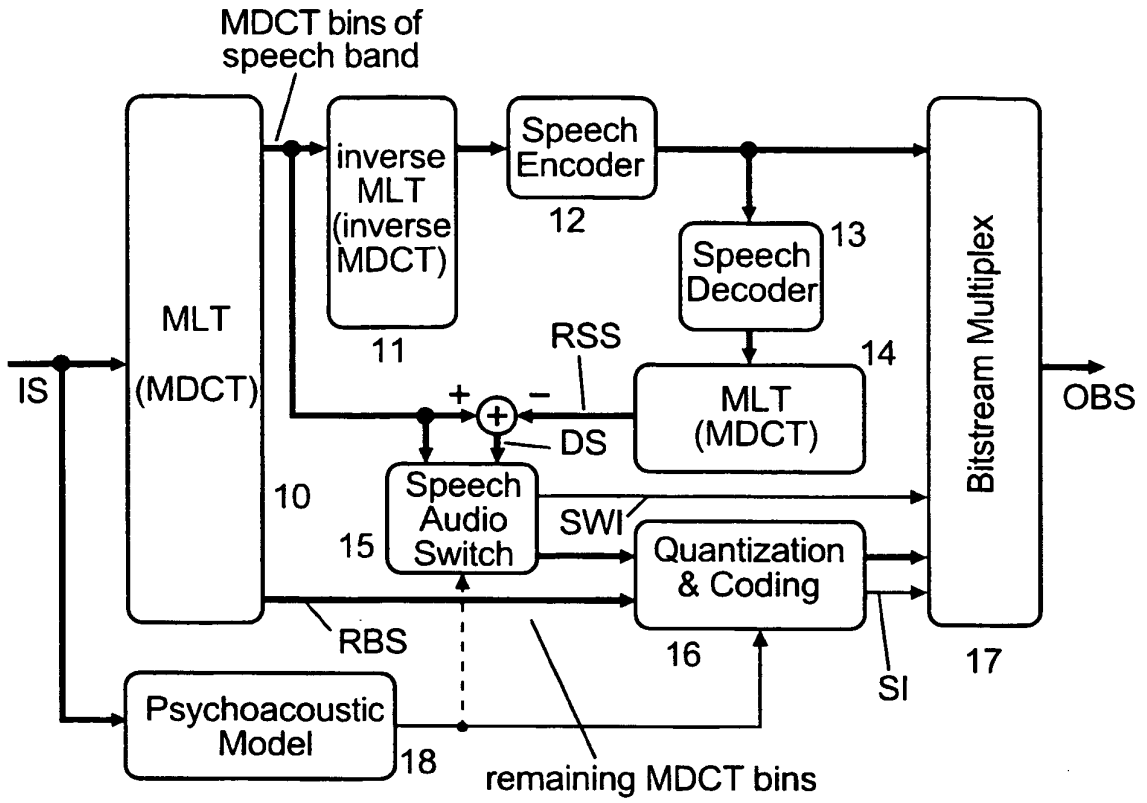 MDCT bins of
speech band
MLT
(MDCT)
10
inverse
MLT
(inverse
MDCT)
11
Speech
Encoder
12
13
Speech
Decoder
14
MLT
(MDCT)
RSS
+
−
+
DS
IS
Speech
Audio
Switch
15
SWI
Quantization
& Coding
16
RBS
SI
Bitstream Multiplex
17
OBS
Psychoacoustic
Model
18
remaining MDCT bins